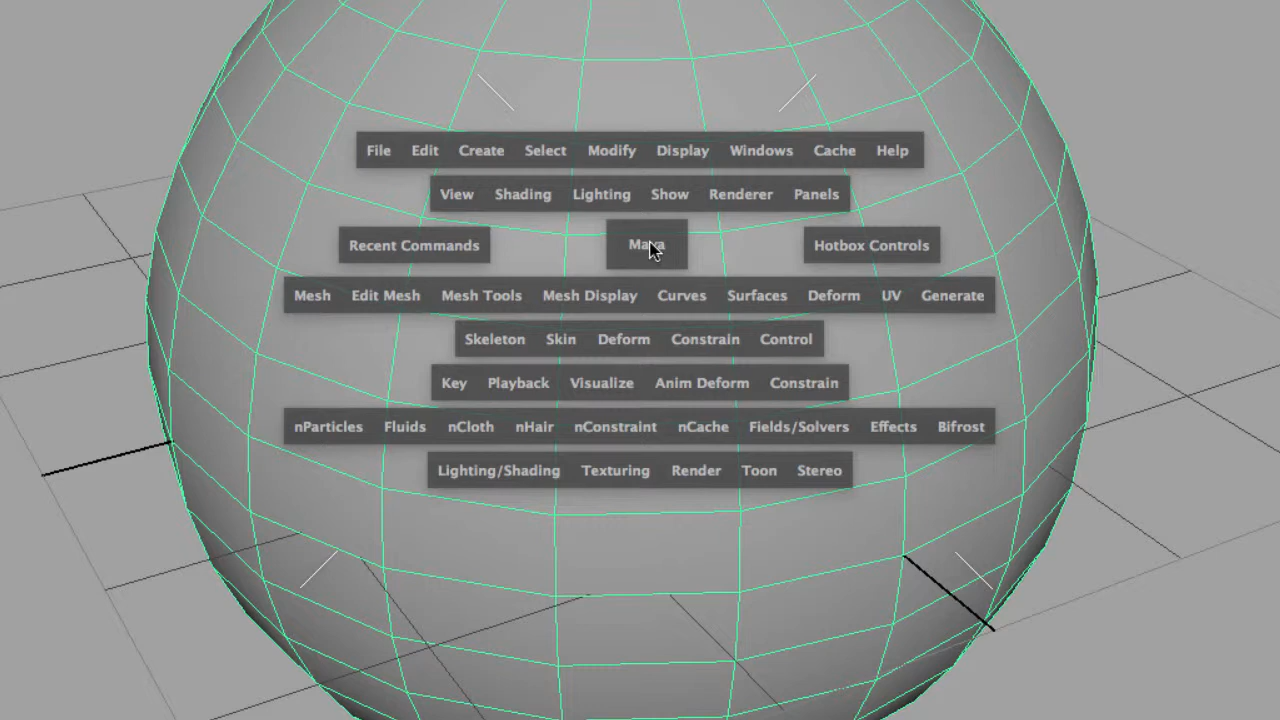 File Edit Create Select Modify Display Windows Cache Help
View Shading Lighting Show Renderer Panels
Recent Commands Maya Hotbox Controls
Mesh Edit Mesh Mesh Tools Mesh Display Curves Surfaces Deform UV Generate
Skeleton Skin Deform Constrain Control
Key Playback Visualize Anim Deform Constrain
nParticles Fluids nCloth nHair nConstraint nCache Fields/Solvers Effects Bifrost
Lighting/Shading Texturing Render Toon Stereo